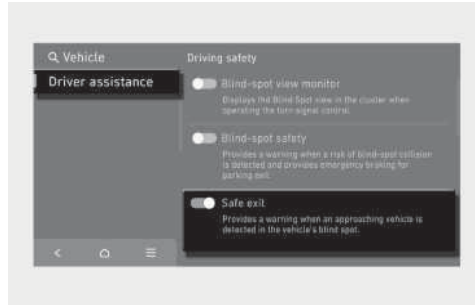 Vehicle
Driver assistance
Driving safety
Blind-spot view monitor
Displays the Blind Spot view in the cluster when
operating the turn signal control.
Blind-spot safety
Provides a warning when a risk of blind-spot collision
is detected and provides emergency braking for
parking exit.
Safe exit
Provides a warning when an approaching vehicle is
detected in the vehicle's blind spot.